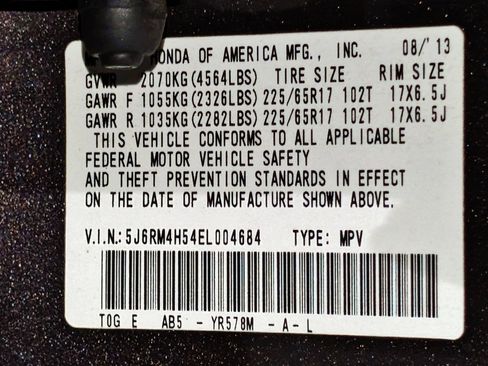 HONDA OF AMERICA MFG., INC. 08/'13
GVWR 2070KG(4564LBS) TIRE SIZE RIM SIZE
GAWR F 1055KG(2326LBS) 225/65R17 102T 17X6.5J
GAWR R 1035KG(2282LBS) 225/65R17 102T 17X6.5J
THIS VEHICLE CONFORMS TO ALL APPLICABLE
FEDERAL MOTOR VEHICLE SAFETY
AND THEFT PREVENTION STANDARDS IN EFFECT
ON THE DATE OF MANUFACTURE SHOWN ABOVE.
V.I.N.:5J6RM4H54EL004684 TYPE: MPV
TOG E AB5 - YR578M - A - L